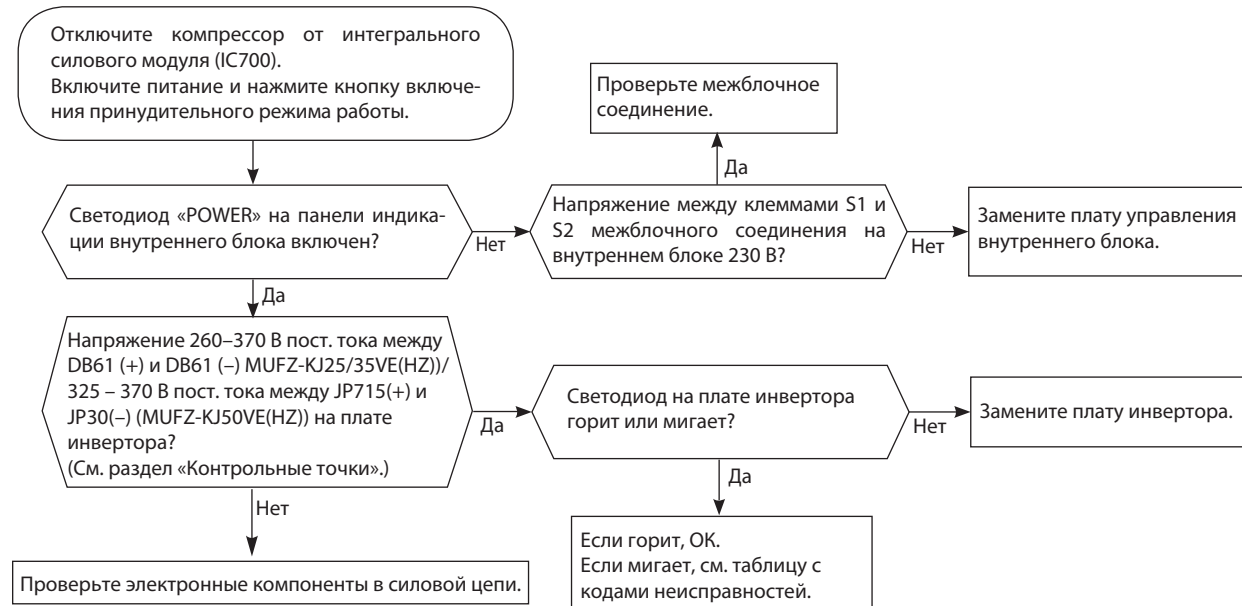 Отключите компрессор от интегрального
силового модуля (IC700).
Включите питание и нажмите кнопку включе-
ния принудительного режима работы.
Проверьте межблочное
соединение.
Да
Светодиод «POWER» на панели индика-
ции внутреннего блока включен?
Нет
Напряжение между клеммами S1 и
S2 межблочного соединения на
внутреннем блоке 230 В?
Нет
Замените плату управления
внутреннего блока.
Да
Напряжение 260–370 В пост. тока между
DB61 (+) и DB61 (–) MUFZ-KJ25/35VE(HZ))/
325 – 370 В пост. тока между JP715(+) и
JP30(–) (MUFZ-KJ50VE(HZ)) на плате
инвертора?
(См. раздел «Контрольные точки».)
Да
Светодиод на плате инвертора
горит или мигает?
Нет
Замените плату инвертора.
Нет
Да
Проверьте электронные компоненты в силовой цепи.
Если горит, OK.
Если мигает, см. таблицу с
кодами неисправностей.